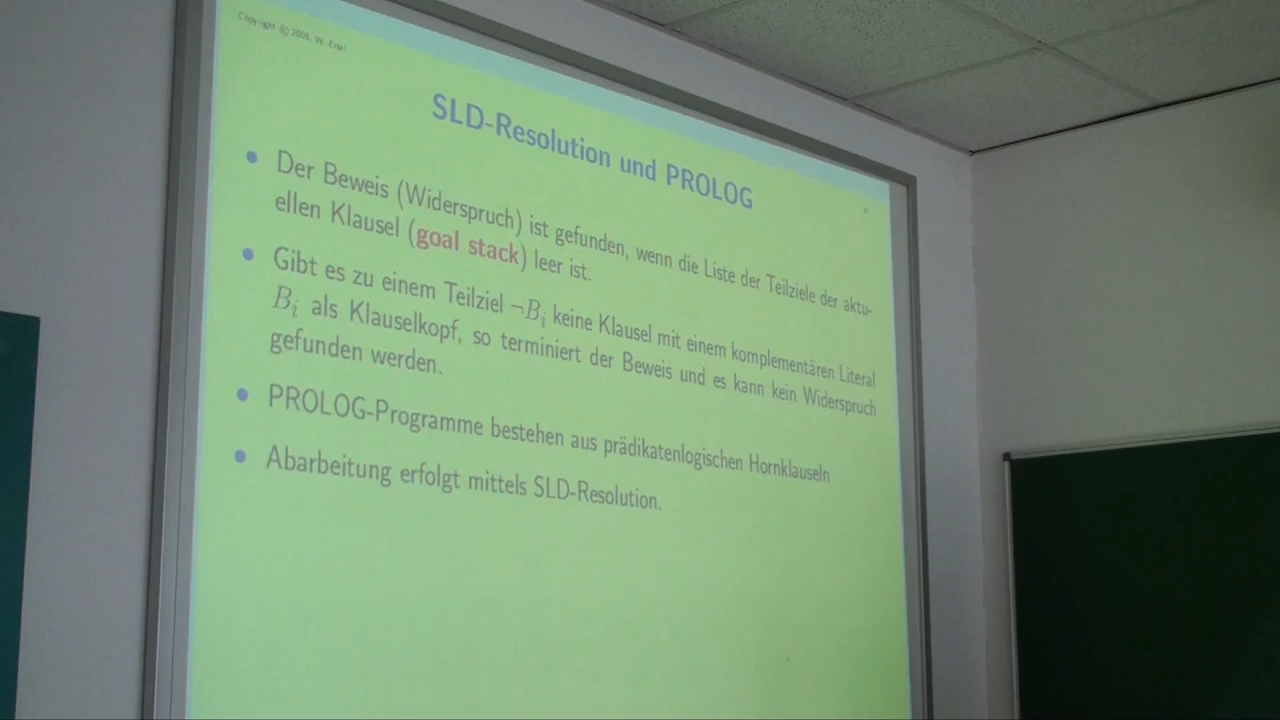 Copyright © 2008, W. Ertel
SLD-Resolution und PROLOG
• Der Beweis (Widerspruch) ist gefunden, wenn die Liste der Teilziele der aktu-
ellen Klausel (goal stack) leer ist.
• Gibt es zu einem Teilziel ¬Bi keine Klausel mit einem komplementären Literal
Bi als Klauselkopf, so terminiert der Beweis und es kann kein Widerspruch
gefunden werden.
• PROLOG-Programme bestehen aus prädikatenlogischen Hornklauseln
• Abarbeitung erfolgt mittels SLD-Resolution.